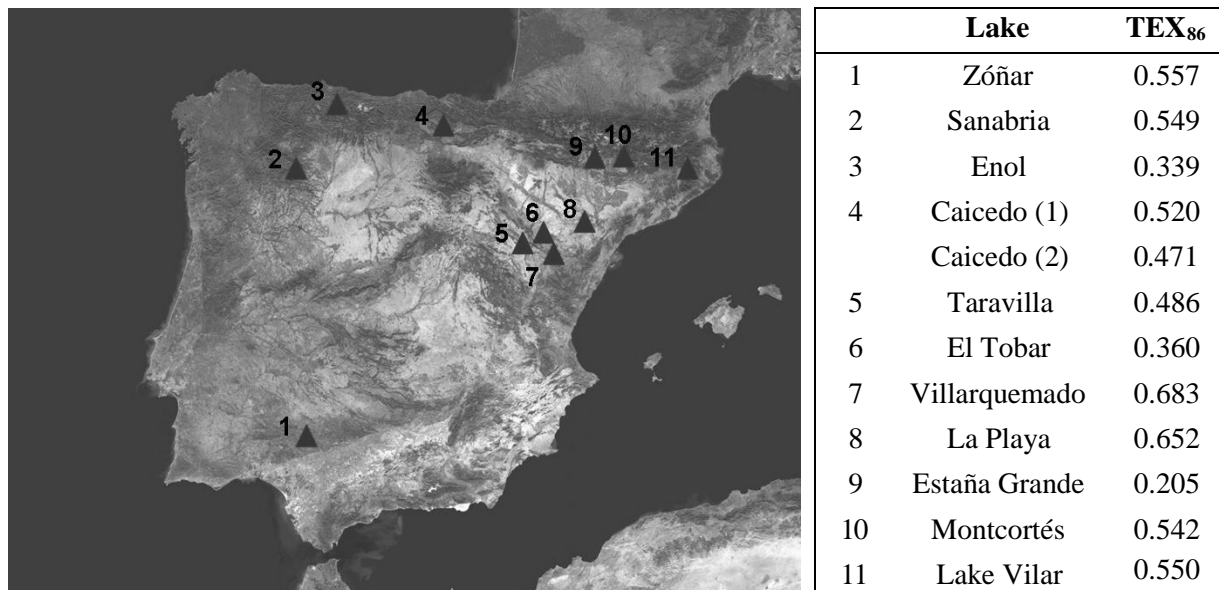 3
4
10
9
11
2
8
6
5
7
1
Lake TEX₈₆
1 Zóñar 0.557
2 Sanabria 0.549
3 Enol 0.339
4 Caicedo (1) 0.520
Caicedo (2) 0.471
5 Taravilla 0.486
6 El Tobar 0.360
7 Villarquemado 0.683
8 La Playa 0.652
9 Estaña Grande 0.205
10 Montcortés 0.542
11 Lake Vilar 0.550